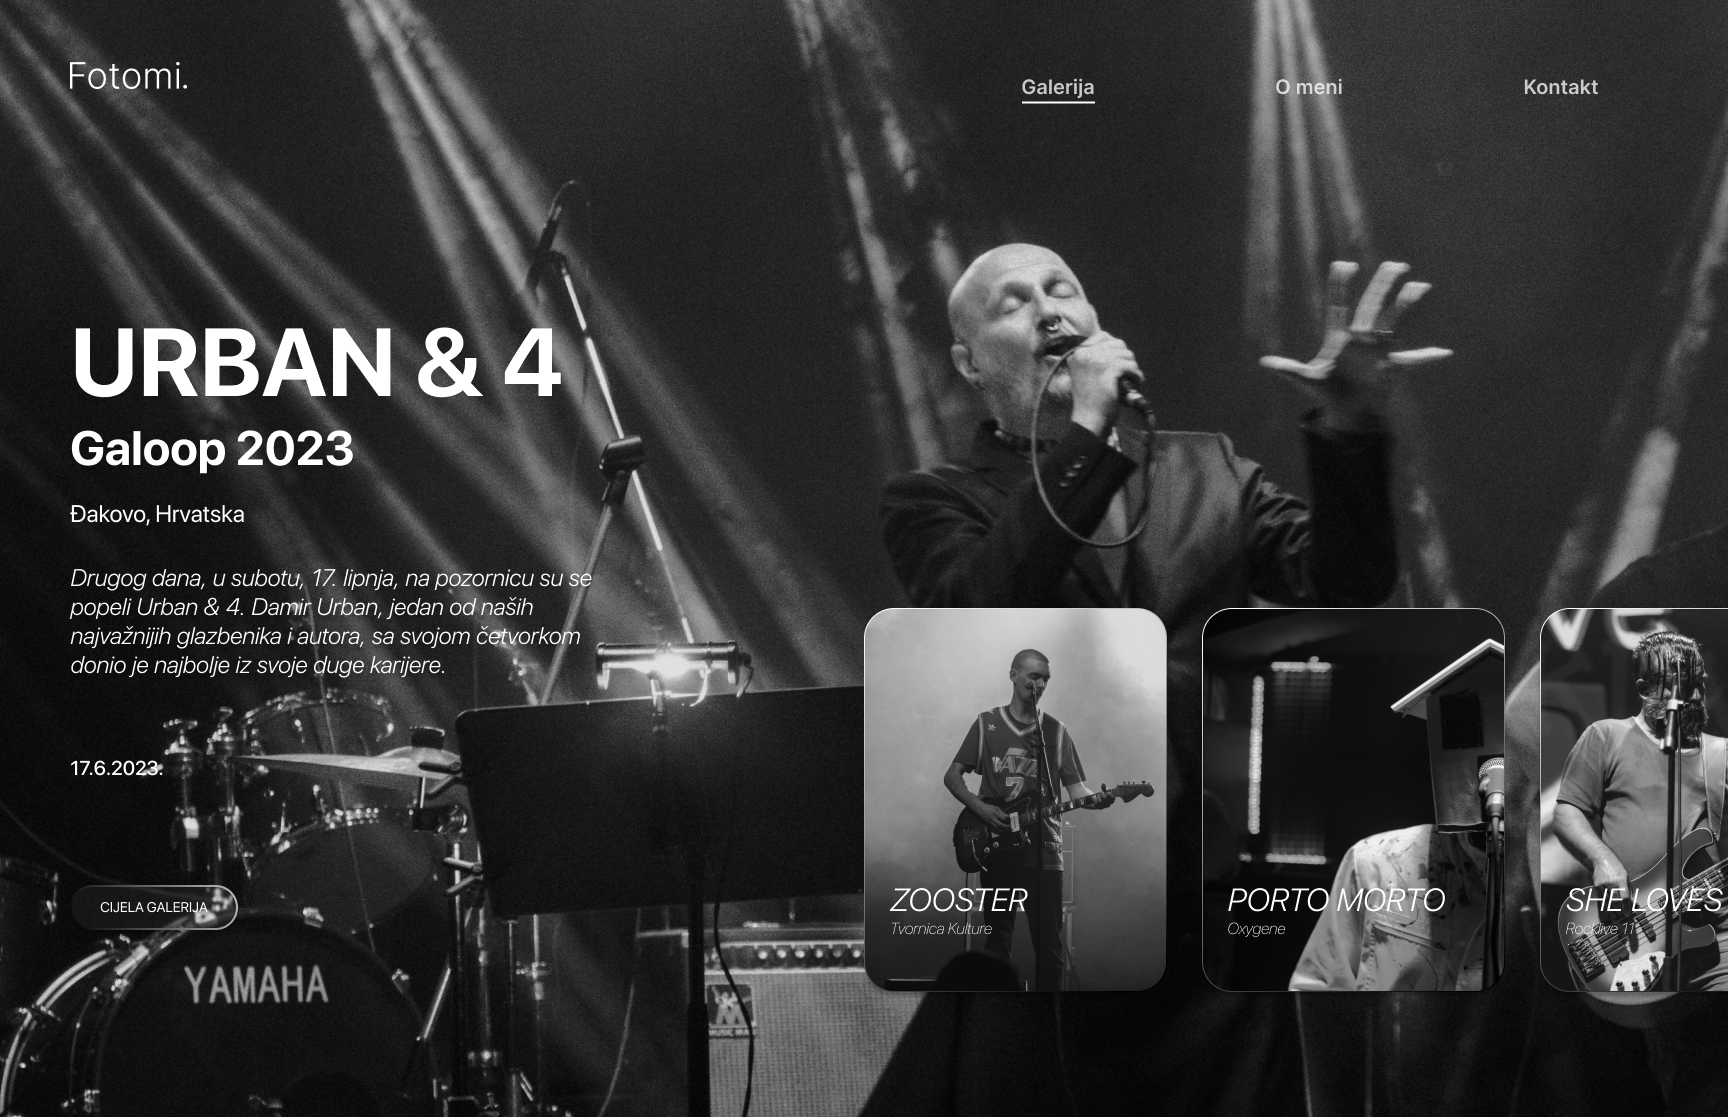 Fotomi.
Galerija
O meni
Kontakt
URBAN & 4
Galoop 2023
Đakovo, Hrvatska
Drugog dana, u subotu, 17. lipnja, na pozornicu su se
popeli Urban & 4. Damir Urban, jedan od naših
najvažnijih glazbenika i autora, sa svojom četvorkom
donio je najbolje iz svoje duge karijere.
17.6.2023.
CIJELA GALERIJA
YAMAHA
ZOOSTER
Tvornica Kulture
PORTO MORTO
Oxygene
SHE LOVES
Rocklive 11